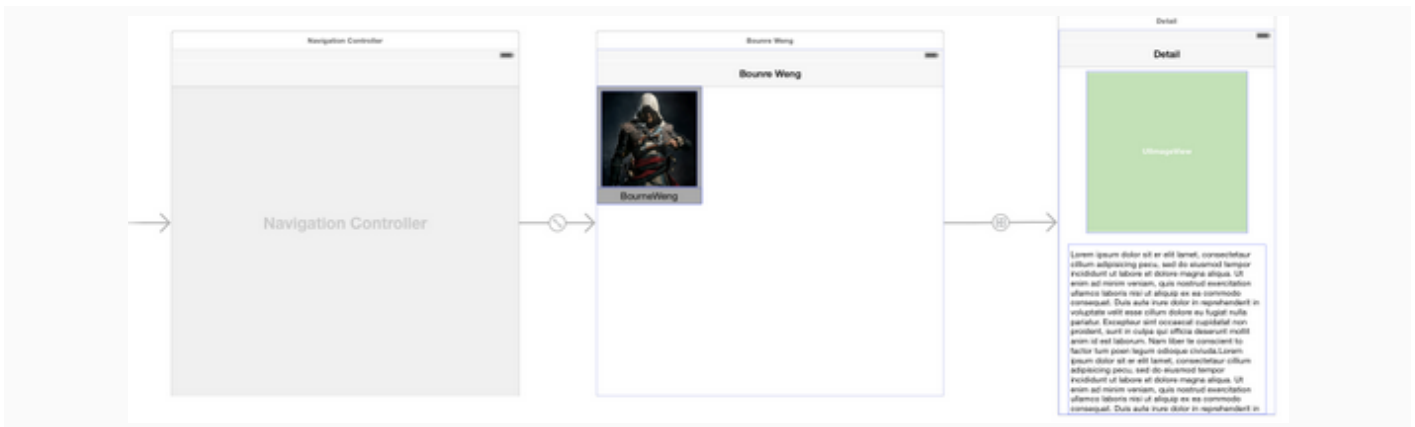 Navigation Controller
Navigation Controller
Bounre Weng
Bounre Weng
BourneWeng
Detail
Detail
UIImageView
Lorem ipsum dolor sit er elit lamet, consectetaur
cillium adipisicing pecu, sed do eiusmod tempor
incididunt ut labore et dolore magna aliqua. Ut
enim ad minim veniam, quis nostrud exercitation
ullamco laboris nisi ut aliquip ex ea commodo
consequat. Duis aute irure dolor in reprehenderit in
voluptate velit esse cillum dolore eu fugiat nulla
pariatur. Excepteur sint occaecat cupidatat non
proident, sunt in culpa qui officia deserunt mollit
anim id est laborum. Nam liber te conscient to
factor tum poen legum odioque civiuda.Lorem
ipsum dolor sit er elit lamet, consectetaur cillium
adipisicing pecu, sed do eiusmod tempor
incididunt ut labore et dolore magna aliqua. Ut
enim ad minim veniam, quis nostrud exercitation
ullamco laboris nisi ut aliquip ex ea commodo
consequat. Duis aute irure dolor in reprehenderit in